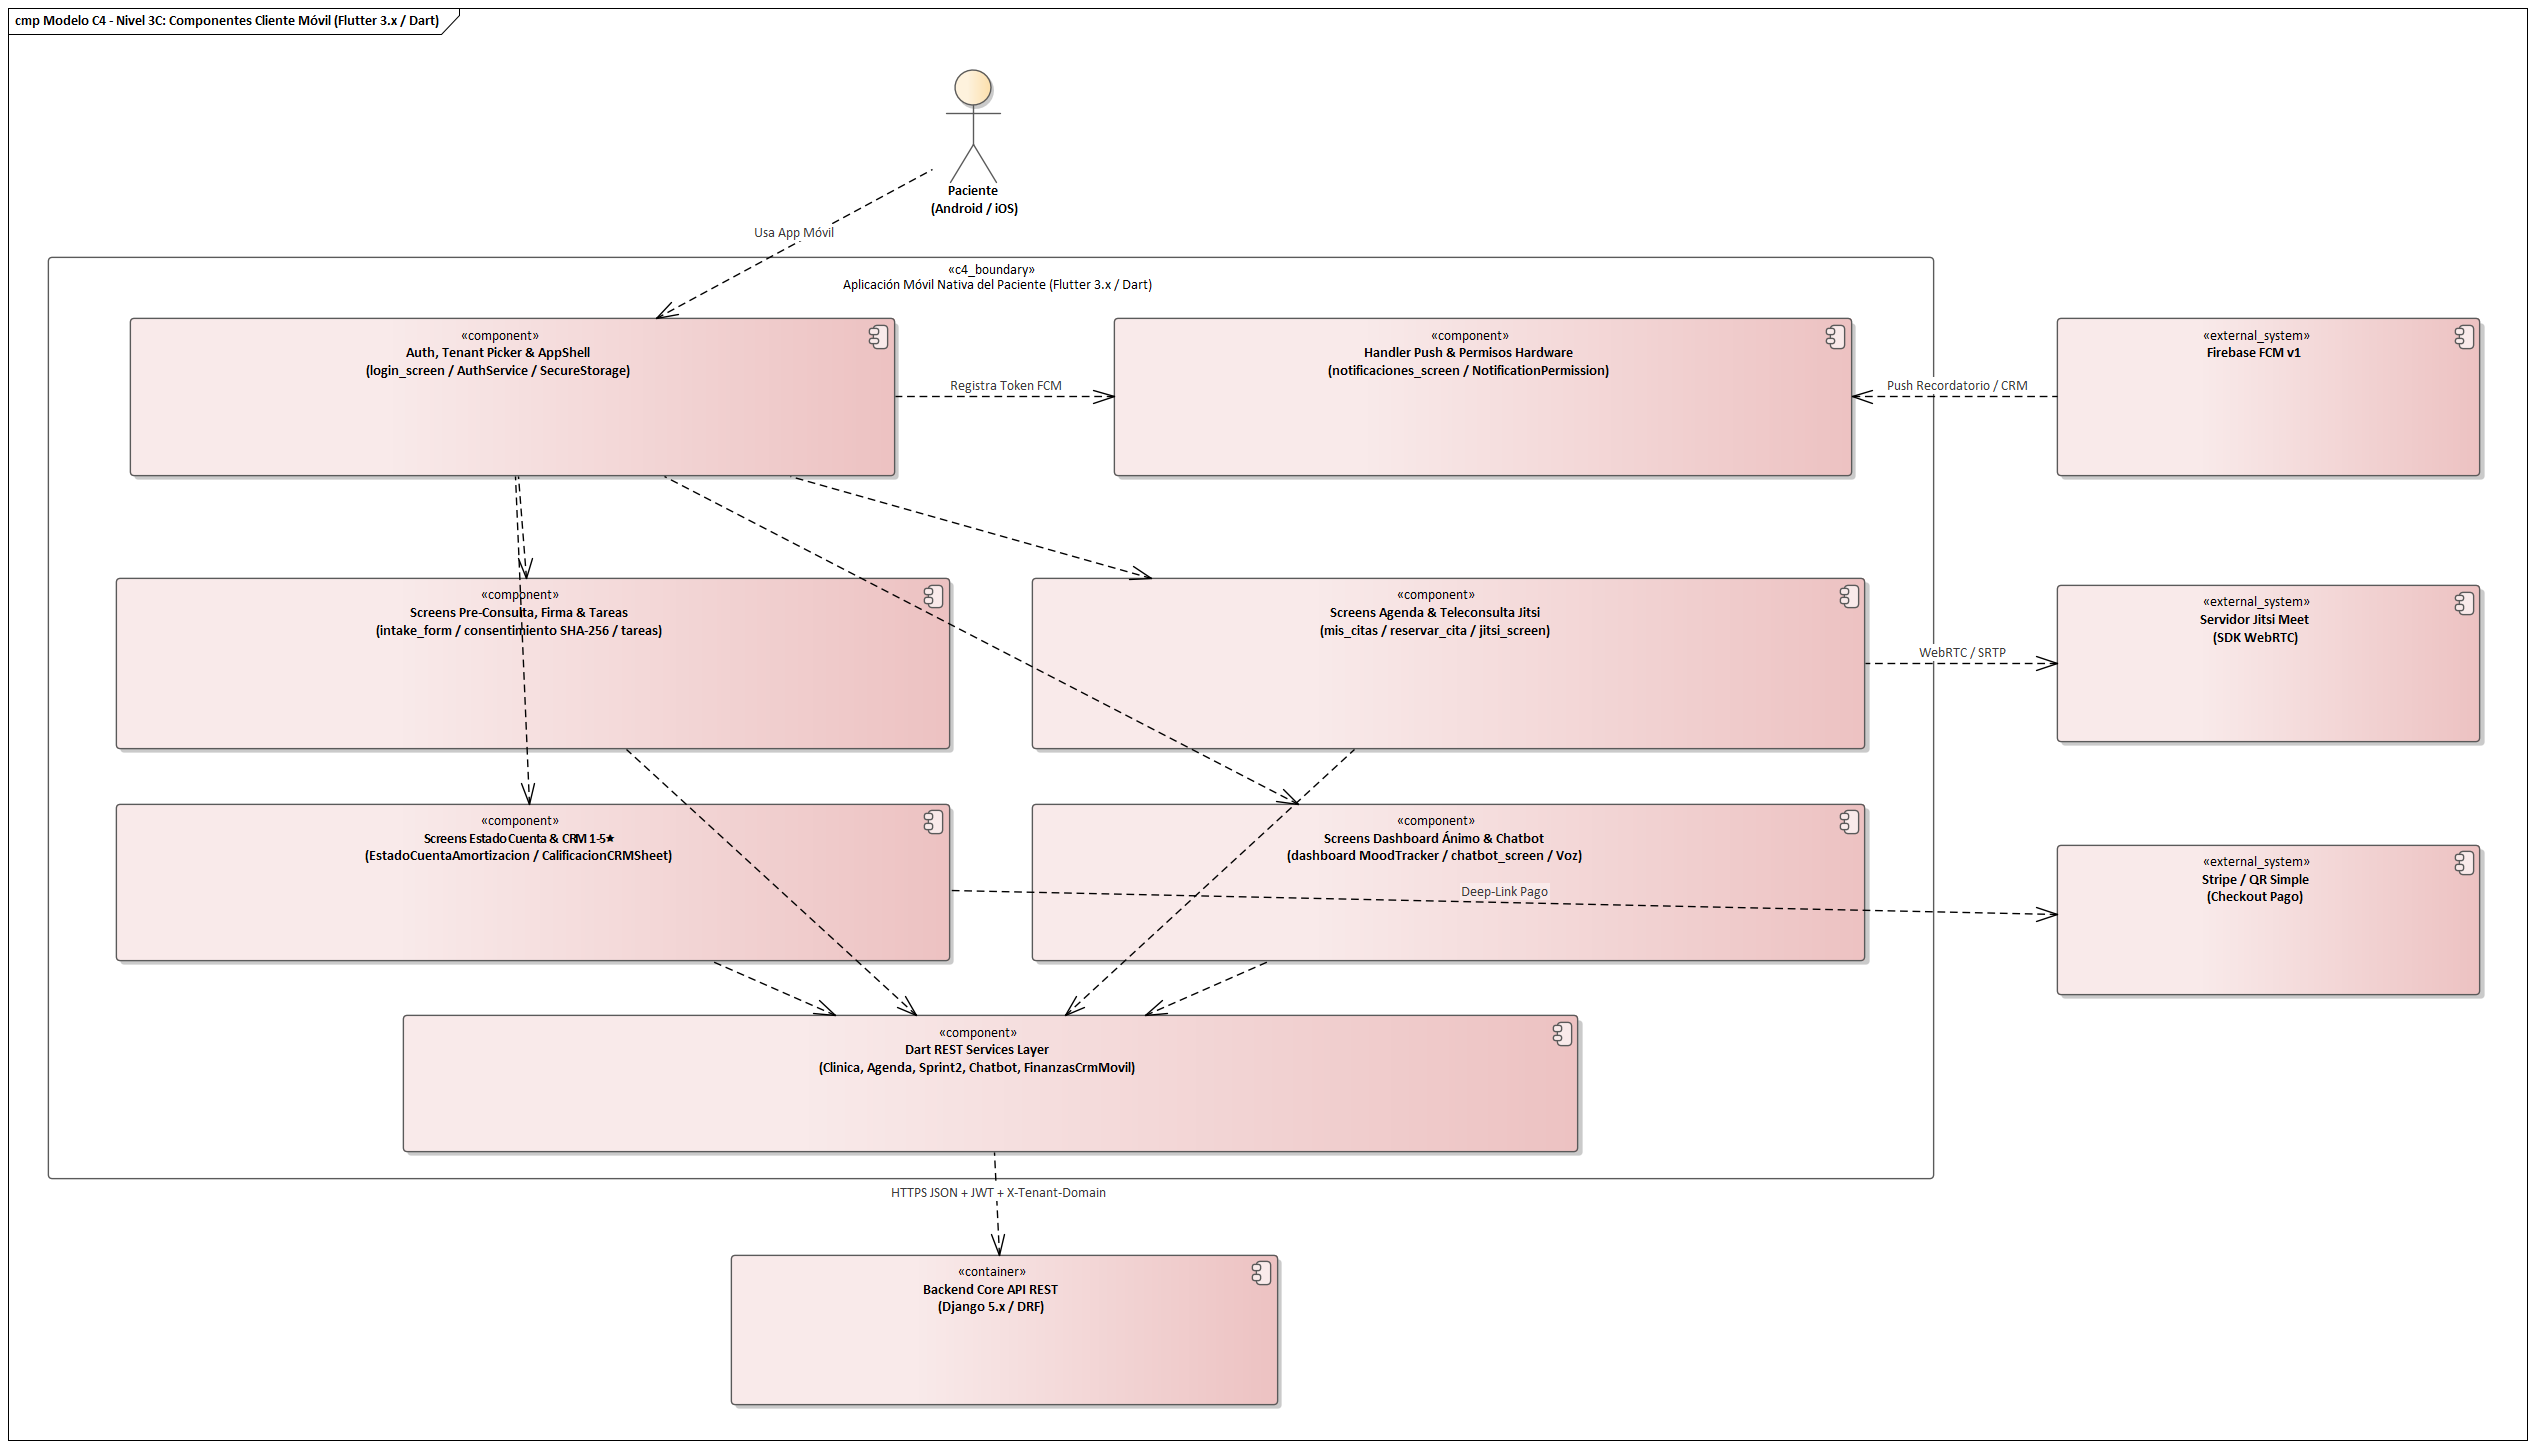 cmp Modelo C4 - Nivel 3C: Componentes Cliente Móvil (Flutter 3.x / Dart)
Paciente
(Android / iOS)
Usa App Móvil
«c4_boundary»
Aplicación Móvil Nativa del Paciente (Flutter 3.x / Dart)
«component»
Auth, Tenant Picker & AppShell
(login_screen / AuthService / SecureStorage)
Registra Token FCM
«component»
Handler Push & Permisos Hardware
(notificaciones_screen / NotificationPermission)
Push Recordatorio / CRM
«external_system»
Firebase FCM v1
«component»
Screens Pre-Consulta, Firma & Tareas
(intake_form / consentimiento SHA-256 / tareas)
«component»
Screens Agenda & Teleconsulta Jitsi
(mis_citas / reservar_cita / jitsi_screen)
WebRTC / SRTP
«external_system»
Servidor Jitsi Meet
(SDK WebRTC)
«component»
Screens Estado Cuenta & CRM 1-5★
(EstadoCuentaAmortizacion / CalificacionCRMSheet)
«component»
Screens Dashboard Ánimo & Chatbot
(dashboard MoodTracker / chatbot_screen / Voz)
Deep-Link Pago
«external_system»
Stripe / QR Simple
(Checkout Pago)
«component»
Dart REST Services Layer
(Clinica, Agenda, Sprint2, Chatbot, FinanzasCrmMovil)
HTTPS JSON + JWT + X-Tenant-Domain
«container»
Backend Core API REST
(Django 5.x / DRF)